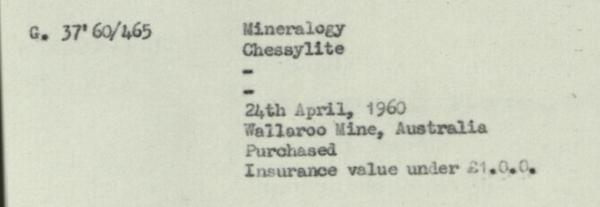 G. 37'60/465 Mineralogy
Chessylite
-
-
24th April, 1960
Wallaroo Mine, Australia
Purchased
Insurance value under £1.0.0.